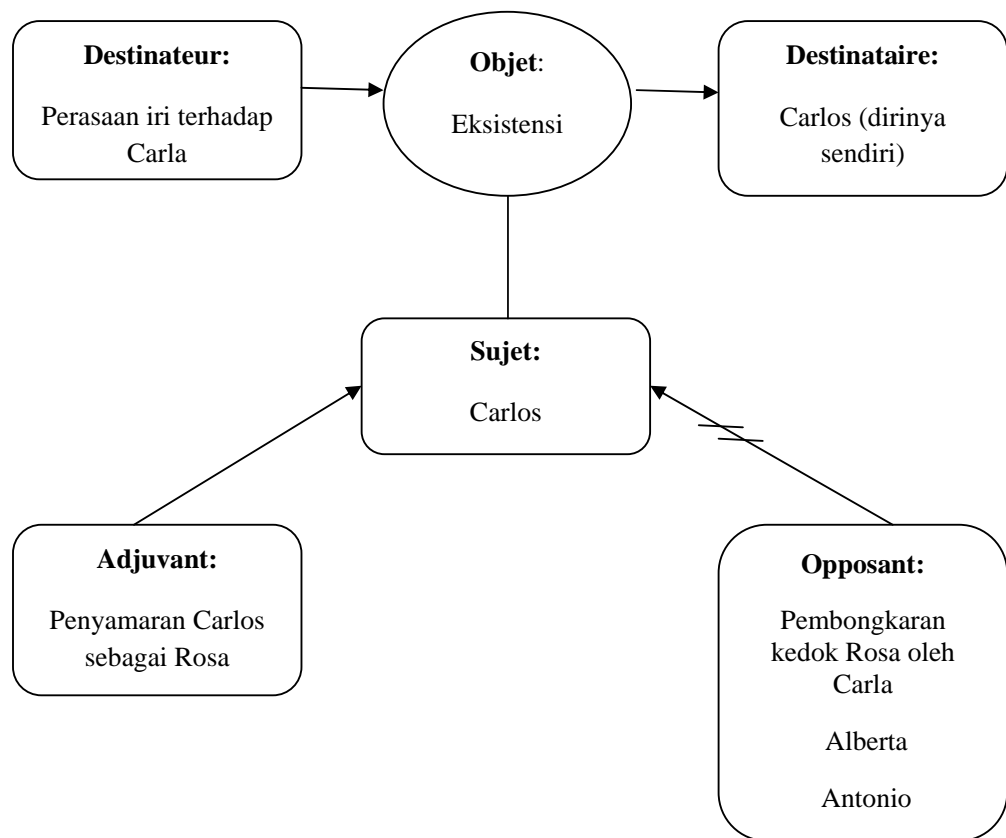 Destinateur:
Perasaan iri terhadap
Carla
Objet:
Eksistensi
Destinataire:
Carlos (dirinya
sendiri)
Sujet:
Carlos
Adjuvant:
Penyamaran Carlos
sebagai Rosa
Opposant:
Pembongkaran
kedok Rosa oleh
Carla
Alberta
Antonio